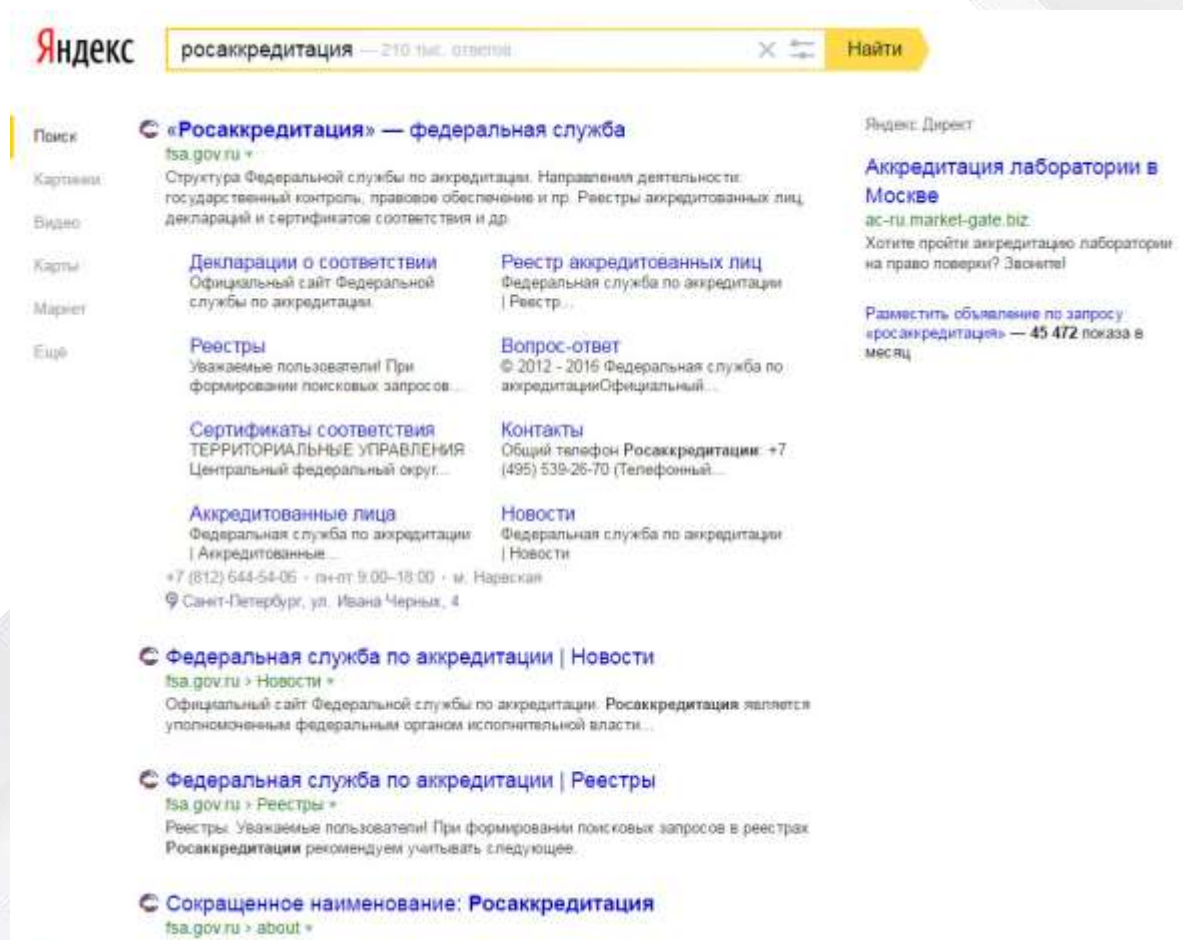 Яндекс
росаккредитация — 210 тыс. ответов
Найти
Поиск
Картинки
Видео
Карты
Маркет
Ещё
«Росаккредитация» — федеральная служба
fsa.gov.ru
Структура Федеральной службы по аккредитации. Направления деятельности:
государственный контроль, правовое обеспечение и пр. Реестры аккредитованных лиц,
деклараций и сертификатов соответствия и др.
Декларации о соответствии
Официальный сайт Федеральной
службы по аккредитации.
Реестр аккредитованных лиц
Федеральная служба по аккредитации
| Реестр...
Реестры
Уважаемые пользователи! При
формировании поисковых запросов...
Вопрос-ответ
© 2012 - 2016 Федеральная служба по
аккредитацииОфициальный...
Сертификаты соответствия
ТЕРРИТОРИАЛЬНЫЕ УПРАВЛЕНИЯ
Центральный федеральный округ...
Контакты
Общий телефон Росаккредитации: +7
(495) 539-26-70 (Телефонный...
Аккредитованные лица
Федеральная служба по аккредитации
| Аккредитованные...
Новости
Федеральная служба по аккредитации
| Новости
+7 (812) 644-54-06 · пн-пт 9:00–18:00 · м. Нарвская
Санкт-Петербург, ул. Ивана Черных, 4
Федеральная служба по аккредитации | Новости
fsa.gov.ru › Новости
Официальный сайт Федеральной службы по аккредитации. Росаккредитация является
уполномоченным федеральным органом исполнительной власти...
Федеральная служба по аккредитации | Реестры
fsa.gov.ru › Реестры
Реестры. Уважаемые пользователи! При формировании поисковых запросов в реестрах
Росаккредитации рекомендуем учитывать следующее.
Сокращенное наименование: Росаккредитация
fsa.gov.ru › about
Яндекс Директ
Аккредитация лаборатории в
Москве
ac-ru.market-gate.biz
Хотите пройти аккредитацию лаборатории
на право поверки? Звоните!
Разместить объявление по запросу
«росаккредитация» — 45 472 показа в
месяц